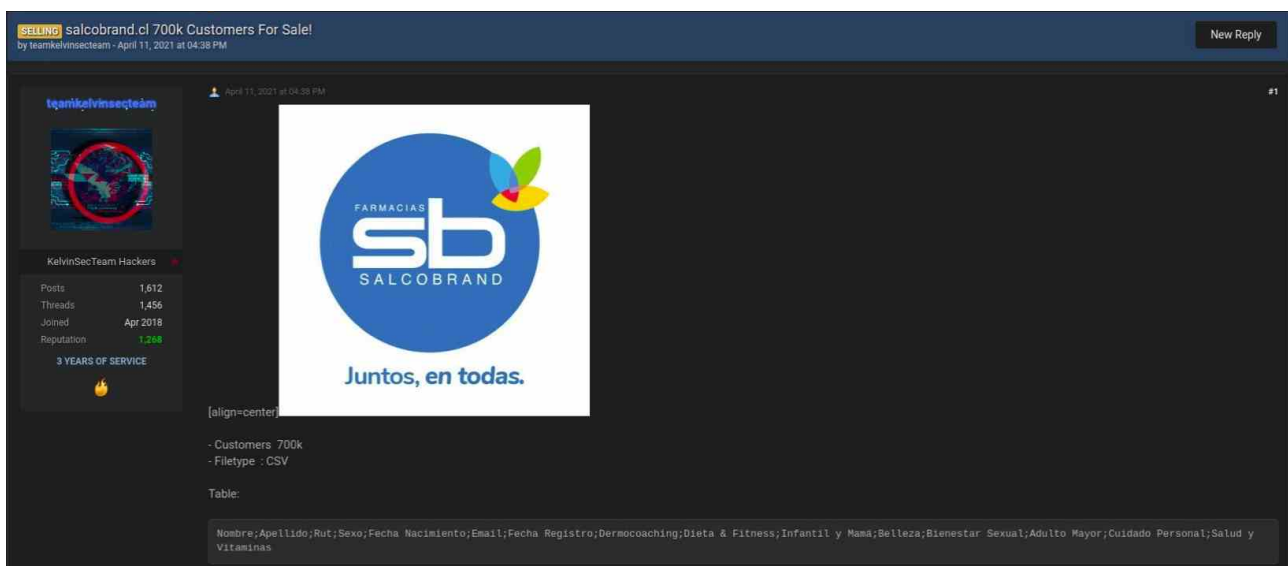 SELLING salcobrand.cl 700k Customers For Sale!
by teamkelvinsecteam - April 11, 2021 at 04:38 PM
New Reply
teamkelvinsecteam
KelvinSecTeam Hackers
Posts 1,612
Threads 1,456
Joined Apr 2018
Reputation 1,268
3 YEARS OF SERVICE
April 11, 2021 at 04:38 PM
#1
FARMACIAS
sb
SALCOBRAND
Juntos, en todas.
[align=center]
- Customers 700k
- Filetype : CSV
Table:
Nombre;Apellido;Rut;Sexo;Fecha Nacimiento;Email;Fecha Registro;Dermocoaching;Dieta & Fitness;Infantil y Mamá;Belleza;Bienestar Sexual;Adulto Mayor;Cuidado Personal;Salud y
Vitaminas